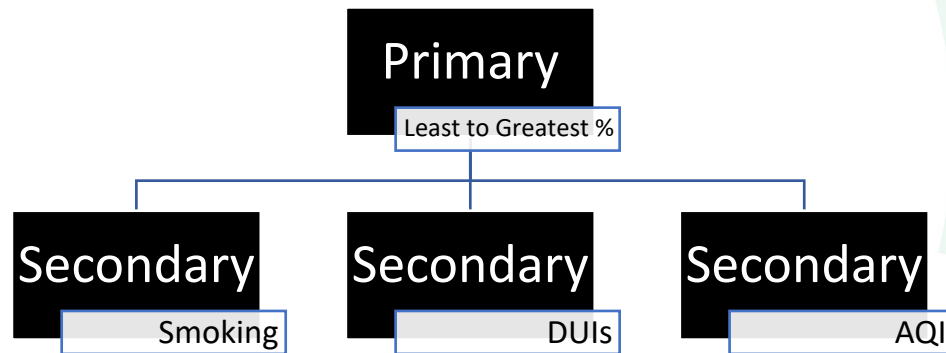 Primary
Least to Greatest %
Secondary
Smoking
Secondary
DUIs
Secondary
AQI